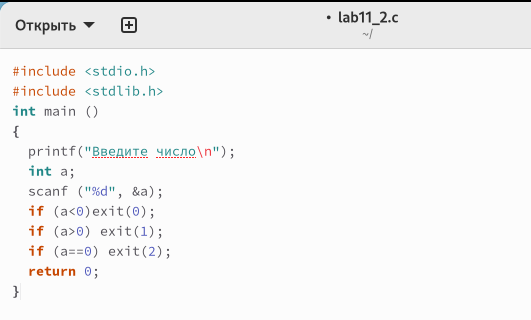 Открыть
• lab11_2.c
~/
#include <stdio.h>
#include <stdlib.h>
int main ()
{
  printf("Введите число\n");
  int a;
  scanf ("%d", &a);
  if (a<0)exit(0);
  if (a>0) exit(1);
  if (a==0) exit(2);
  return 0;
}